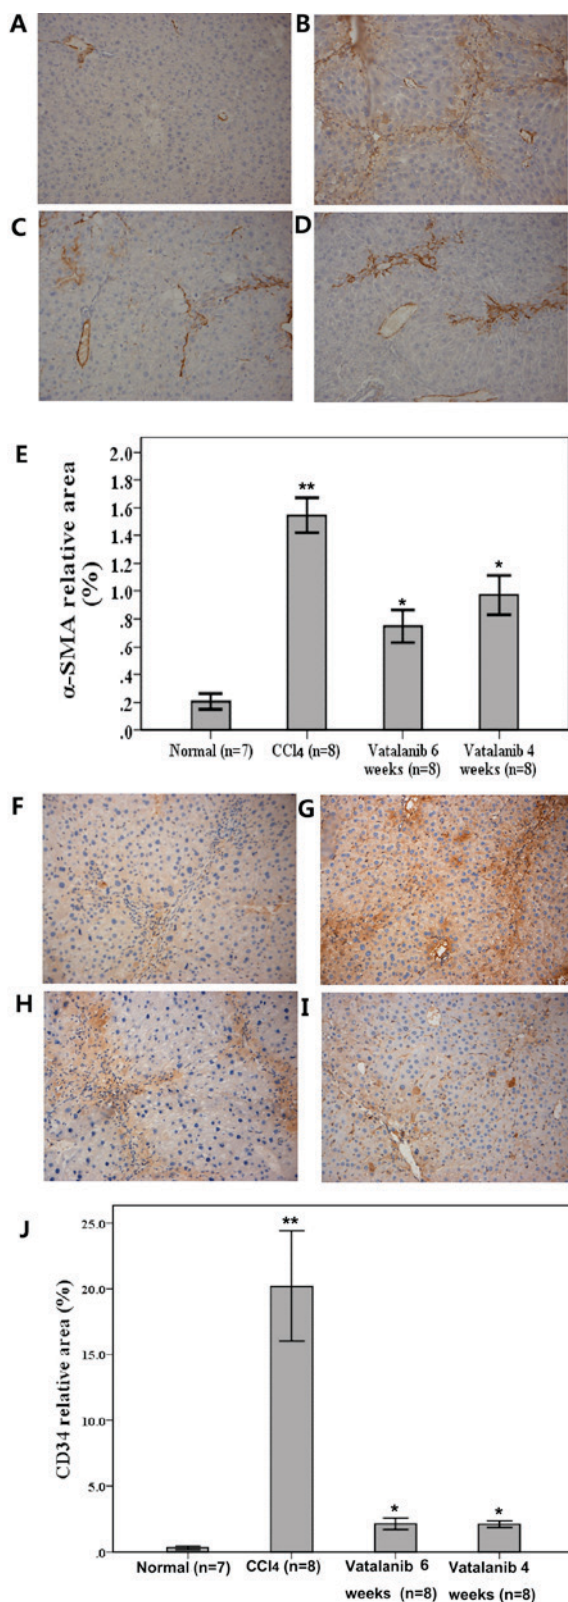 A
B
C
D
E
α-SMA relative area
(%)
2.0
1.8
1.6
1.4
1.2
1.0
.8
.6
.4
.2
.0
**
*
*
Normal (n=7)
CCl4 (n=8)
Vatalanib 6
weeks (n=8)
Vatalanib 4
weeks (n=8)
F
G
H
I
J
CD34 relative area (%)
25.0
20.0
15.0
10.0
5.0
.0
**
*
*
Normal (n=7)
CCl4 (n=8)
Vatalanib 6
weeks (n=8)
Vatalanib 4
weeks (n=8)